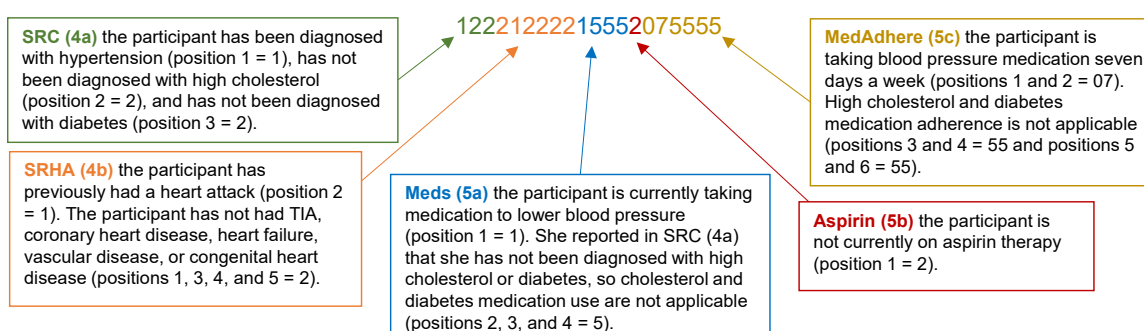 122212222155520​75555
SRC (4a) the participant has been diagnosed
with hypertension (position 1 = 1), has not
been diagnosed with high cholesterol
(position 2 = 2), and has not been diagnosed
with diabetes (position 3 = 2).
MedAdhere (5c) the participant is
taking blood pressure medication seven
days a week (positions 1 and 2 = 07).
High cholesterol and diabetes
medication adherence is not applicable
(positions 3 and 4 = 55 and positions 5
and 6 = 55).
SRHA (4b) the participant has
previously had a heart attack (position 2
= 1). The participant has not had TIA,
coronary heart disease, heart failure,
vascular disease, or congenital heart
disease (positions 1, 3, 4, and 5 = 2).
Meds (5a) the participant is currently taking
medication to lower blood pressure
(position 1 = 1). She reported in SRC (4a)
that she has not been diagnosed with high
cholesterol or diabetes, so cholesterol and
diabetes medication use are not applicable
(positions 2, 3, and 4 = 5).
Aspirin (5b) the participant is
not currently on aspirin therapy
(position 1 = 2).